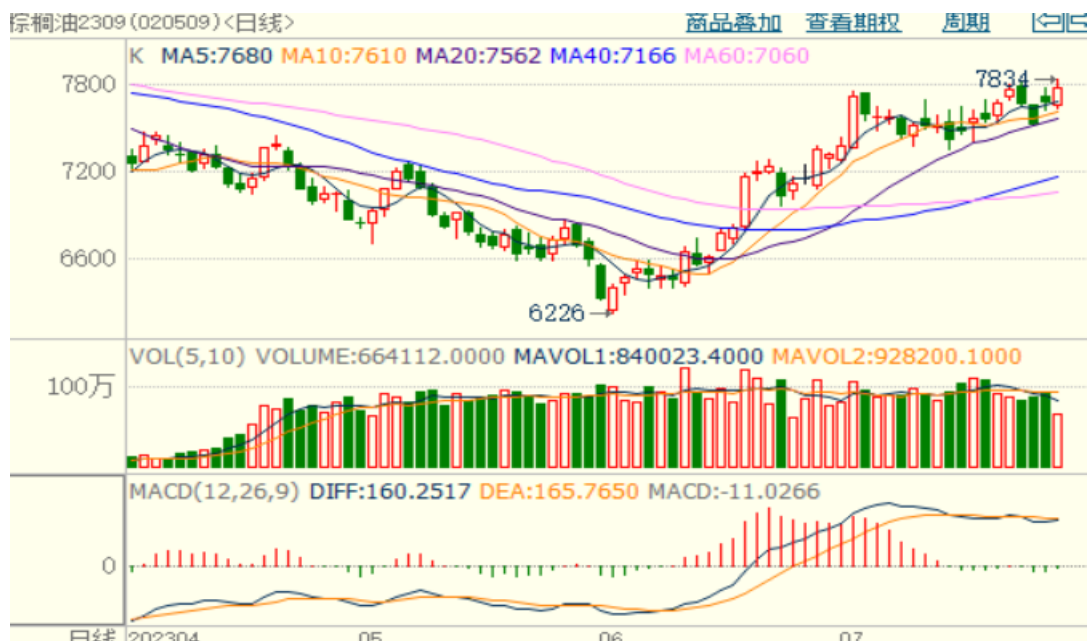 棕榈油2309(020509)<日线> 商品叠加 查看期权 周期
K MA5:7680 MA10:7610 MA20:7562 MA40:7166 MA60:7060
7800
7834
7200
6600
6226
VOL(5,10) VOLUME:664112.0000 MAVOL1:840023.4000 MAVOL2:928200.1000
100万
MACD(12,26,9) DIFF:160.2517 DEA:165.7650 MACD:-11.0266
0
日线 202304 05 06 07